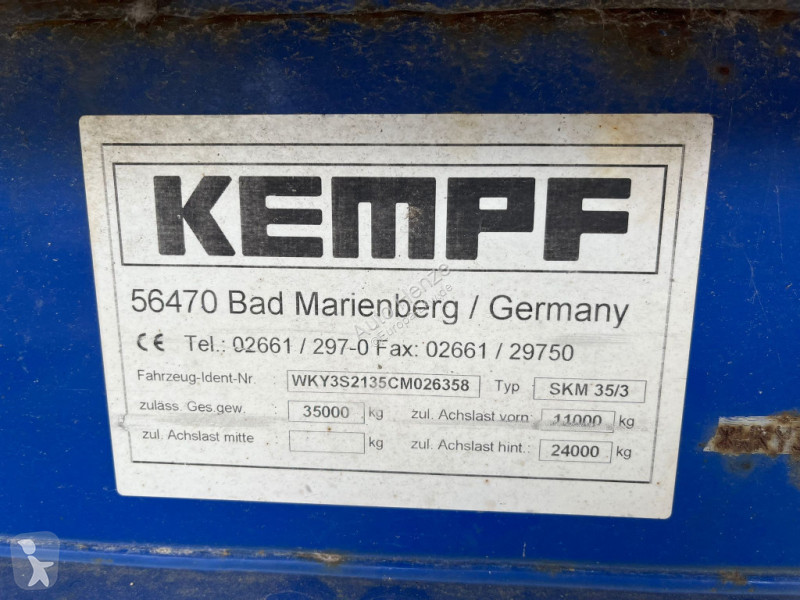 KEMPF
56470 Bad Marienberg / Germany
CE Tel.: 02661 / 297-0 Fax: 02661 / 29750
Fahrzeug-Ident-Nr. WKY3S2135CM026358 Typ SKM 35/3
zuläss. Ges.gew. 35000 kg zul. Achslast vorn: 11000 kg
zul. Achslast mitte kg zul. Achslast hint.: 24000 kg